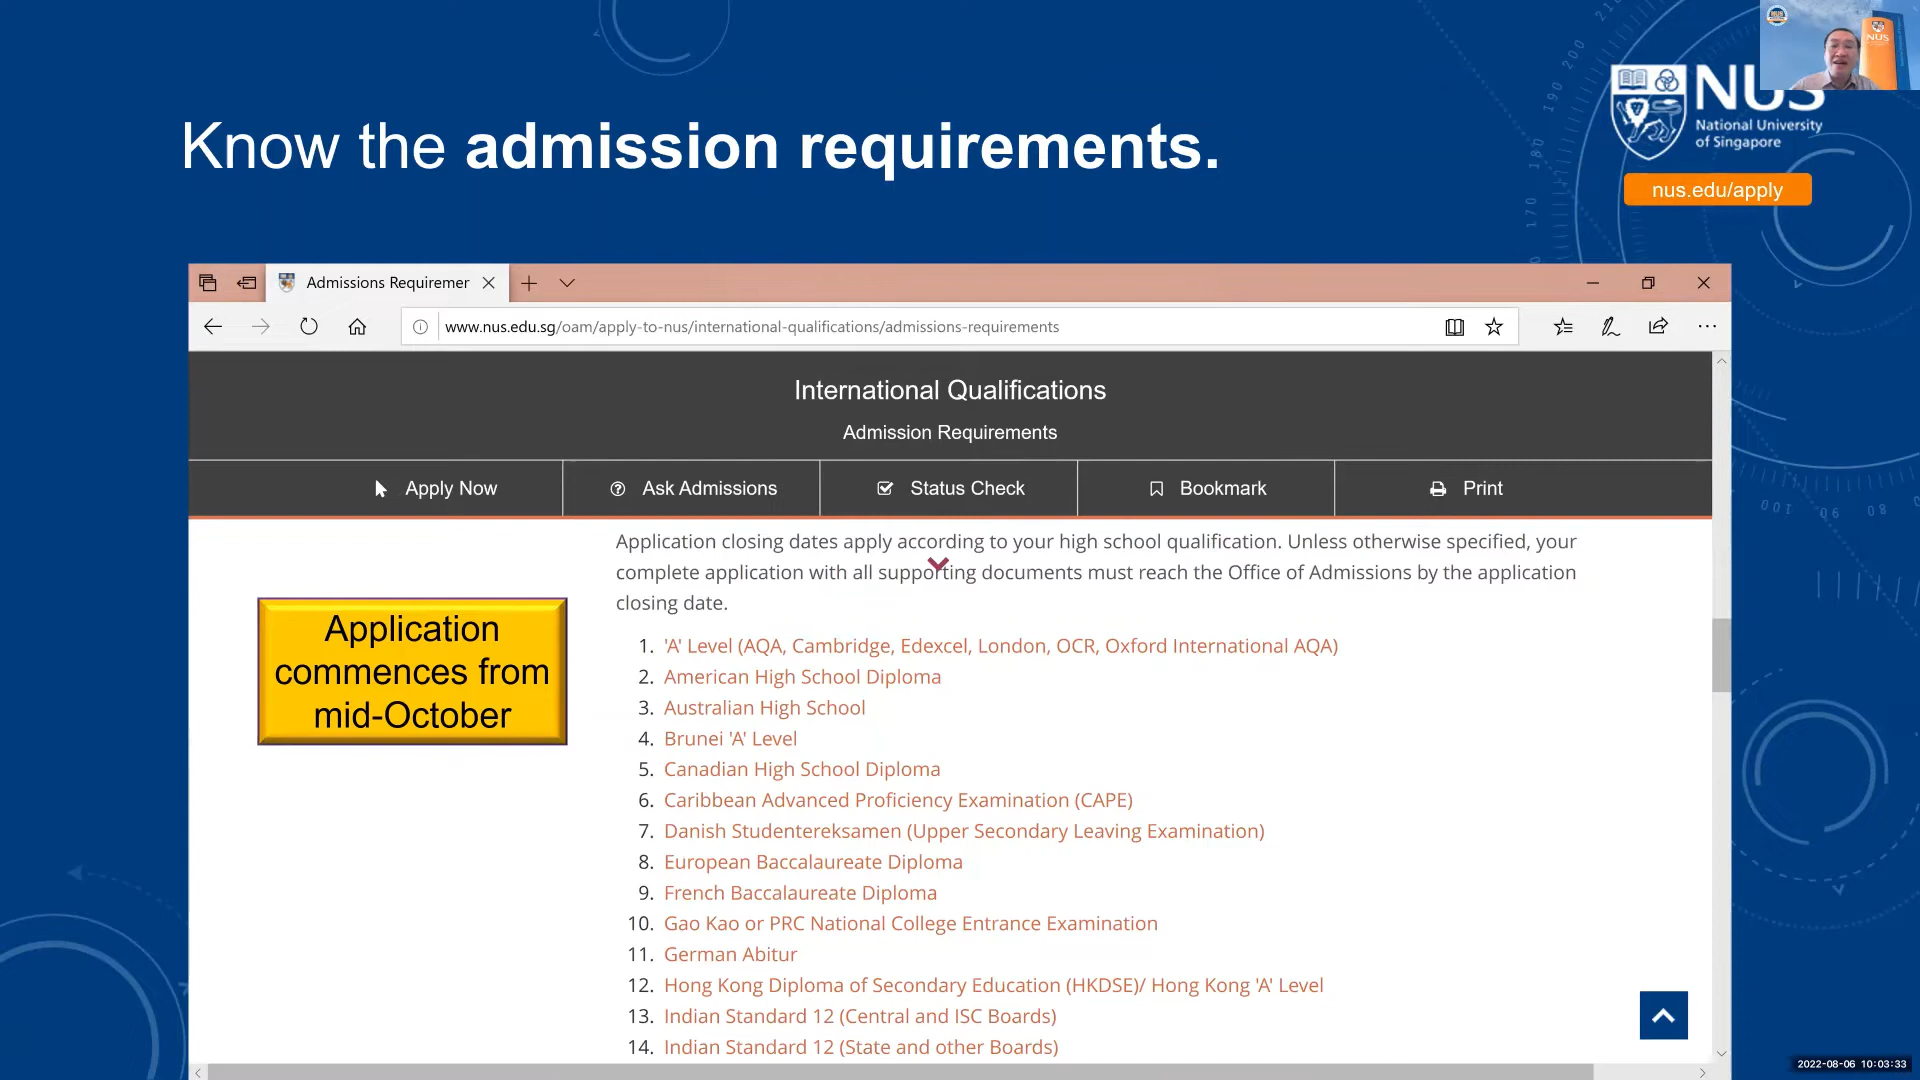 Know the admission requirements.
NUS
NUS
National University
of Singapore
nus.edu/apply
Admissions Requiremer
www.nus.edu.sg/oam/apply-to-nus/international-qualifications/admissions-requirements
International Qualifications
Admission Requirements
Apply Now
Ask Admissions
Status Check
Bookmark
Print
Application closing dates apply according to your high school qualification. Unless otherwise specified, your
complete application with all supporting documents must reach the Office of Admissions by the application
closing date.
Application
commences from
mid-October
1. 'A' Level (AQA, Cambridge, Edexcel, London, OCR, Oxford International AQA)
2. American High School Diploma
3. Australian High School
4. Brunei 'A' Level
5. Canadian High School Diploma
6. Caribbean Advanced Proficiency Examination (CAPE)
7. Danish Studentereksamen (Upper Secondary Leaving Examination)
8. European Baccalaureate Diploma
9. French Baccalaureate Diploma
10. Gao Kao or PRC National College Entrance Examination
11. German Abitur
12. Hong Kong Diploma of Secondary Education (HKDSE)/ Hong Kong 'A' Level
13. Indian Standard 12 (Central and ISC Boards)
14. Indian Standard 12 (State and other Boards)
2022-08-06 10:03:33